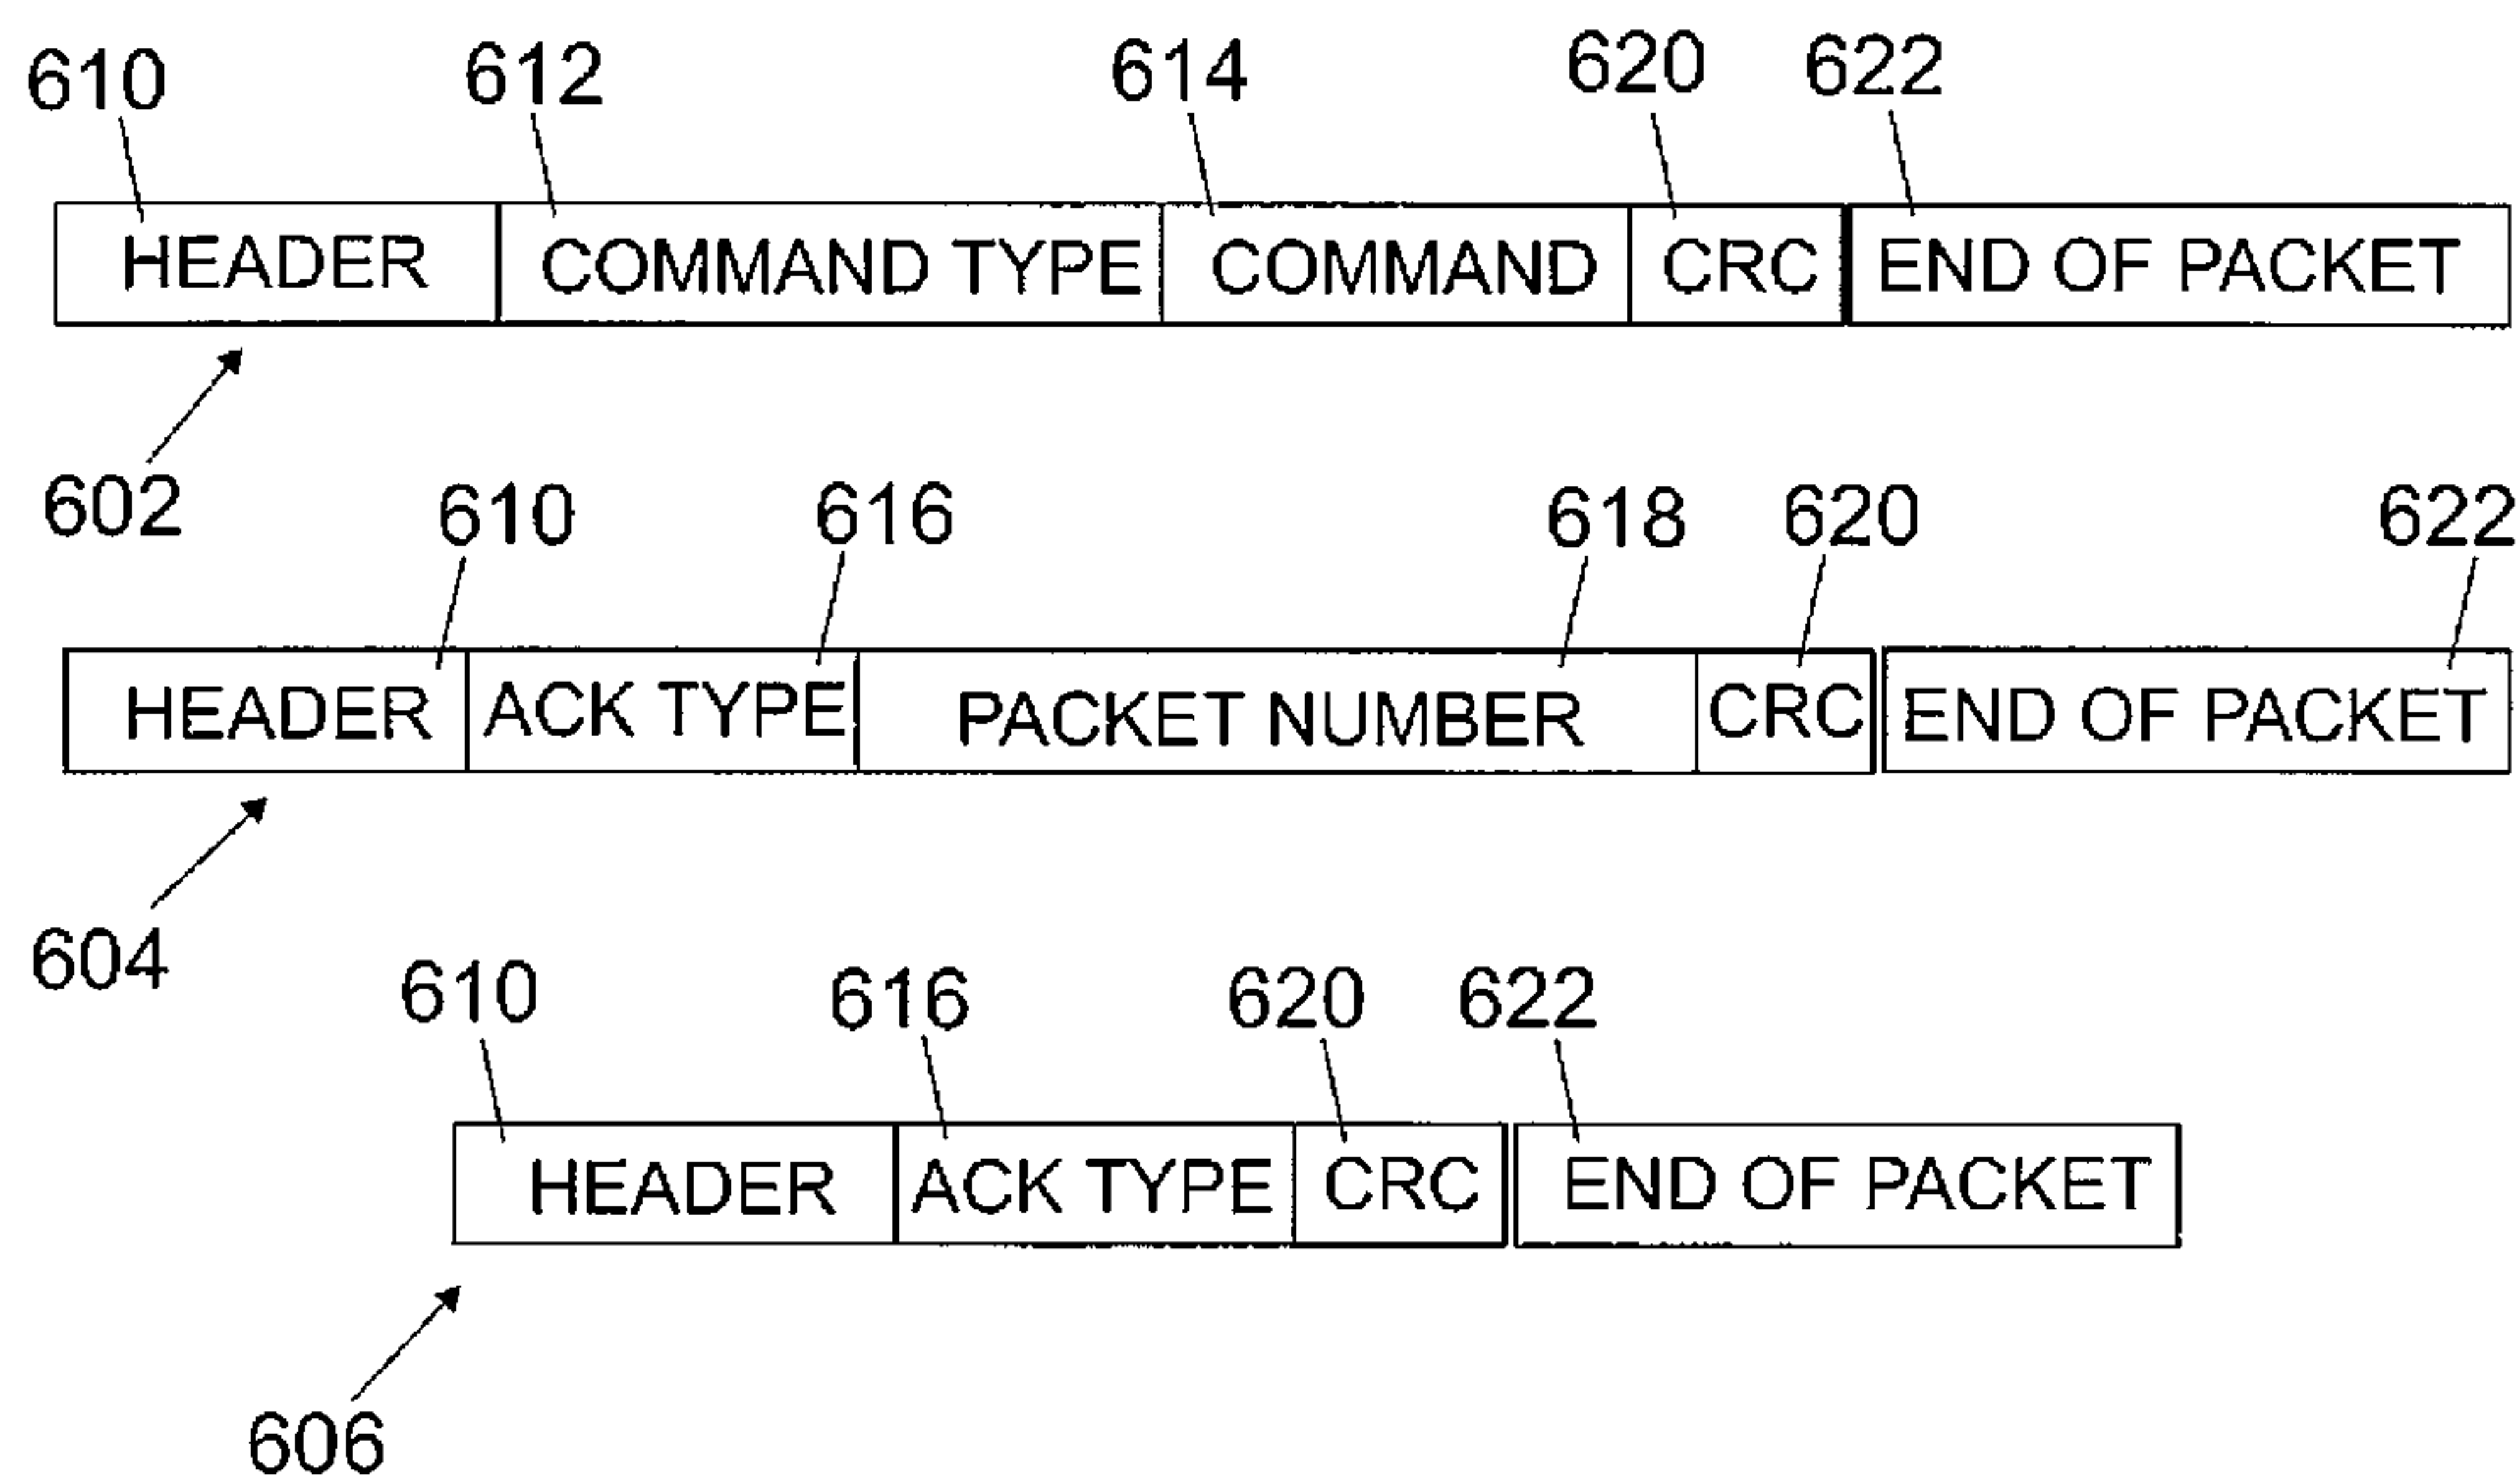 610 612 614 620 622
HEADER COMMAND TYPE COMMAND CRC END OF PACKET
602
610 616 618 620 622
HEADER ACK TYPE PACKET NUMBER CRC END OF PACKET
604
610 616 620 622
HEADER ACK TYPE CRC END OF PACKET
606